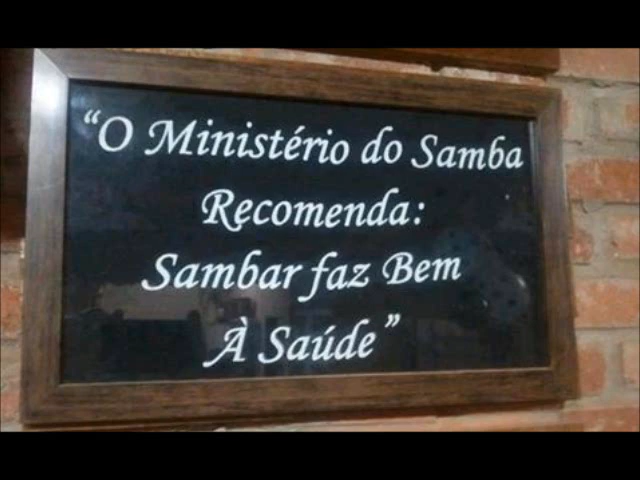 “O Ministério do Samba
Recomenda:
Sambar faz Bem
À Saúde”